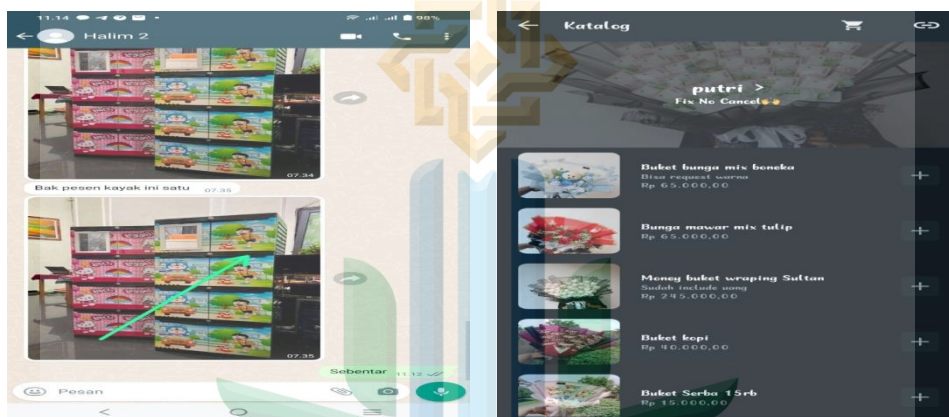 11.14
98%
Halim 2
07.34
Bak pesen kayak ini satu 07.35
07.35
Sebentar 11.12
Pesan
Katalog
putri >
Fix No Cancel
Buket bunga mix boneka
Bisa request warna
Rp 65.000,00
Bunga mawar mix tulip
Rp 65.000,00
Money buket wraping Sultan
Sudah include uang
Rp 245.000,00
Buket kopi
Rp 40.000,00
Buket Serba 15rb
Rp 15.000,00